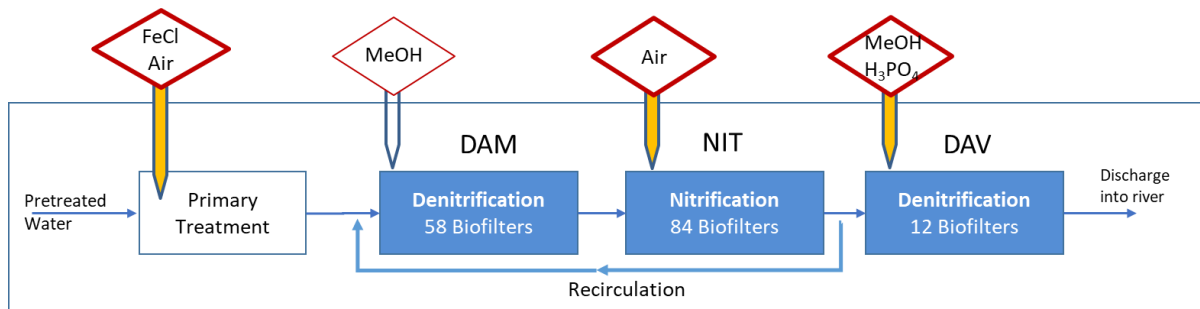 FeCl
Air
MeOH
Air
MeOH
H₃PO₄
DAM
NIT
DAV
Pretreated
Water
Primary
Treatment
Denitrification
58 Biofilters
Nitrification
84 Biofilters
Denitrification
12 Biofilters
Discharge
into river
Recirculation